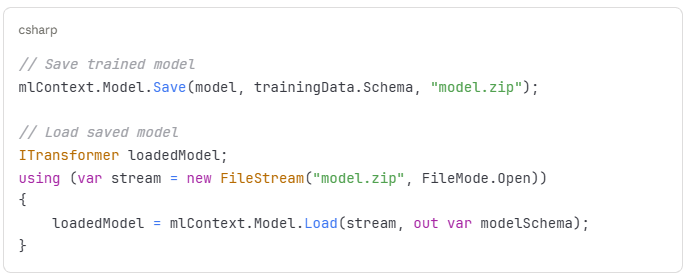 csharp
// Save trained model
mlContext.Model.Save(model, trainingData.Schema, "model.zip");
// Load saved model
ITransformer loadedModel;
using (var stream = new FileStream("model.zip", FileMode.Open))
{
    loadedModel = mlContext.Model.Load(stream, out var modelSchema);
}